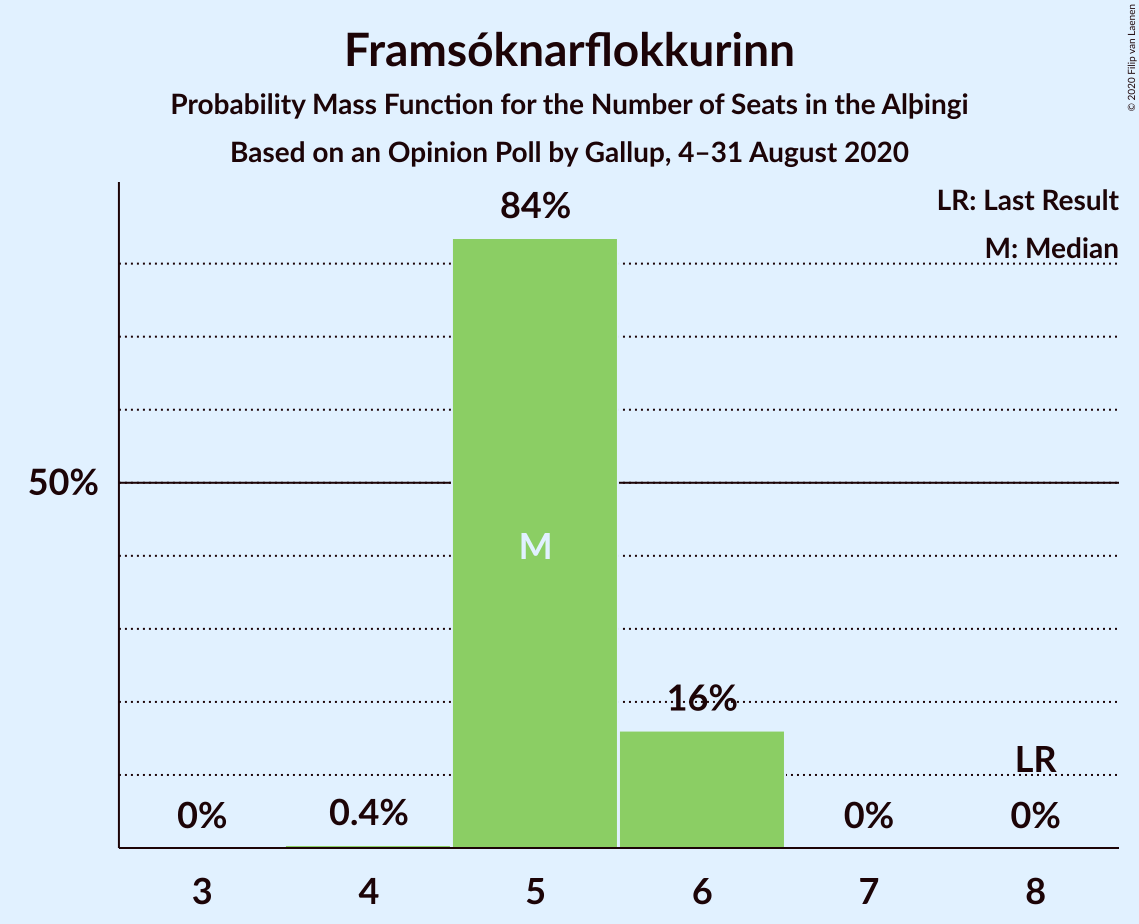 Framsóknarflokkurinn
Probability Mass Function for the Number of Seats in the Alþingi
Based on an Opinion Poll by Gallup, 4–31 August 2020
© 2020 Filip van Laenen
LR: Last Result
M: Median
84%
50%
M
16%
LR
0% 0.4% 0% 0%
3 4 5 6 7 8